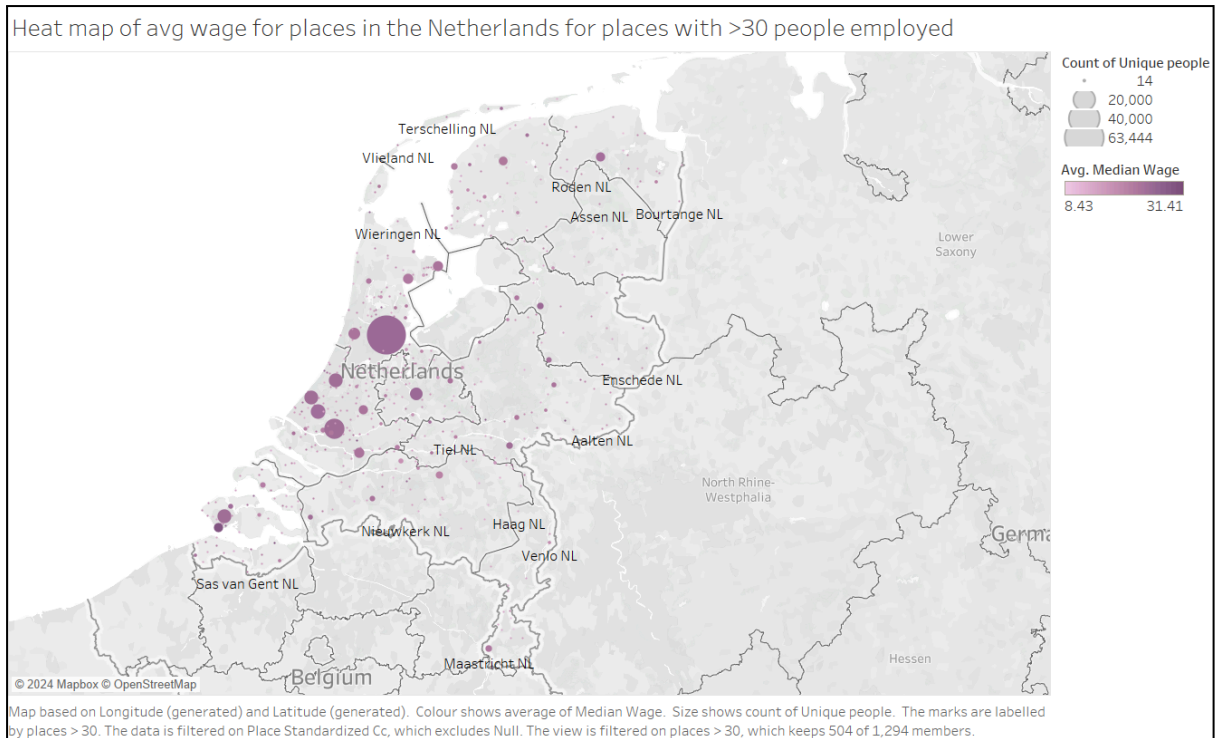 Heat map of avg wage for places in the Netherlands for places with >30 people employed
Count of Unique people
14
20,000
40,000
63,444
Avg. Median Wage
8.43 31.41
Terschelling NL
Vlieland NL
Roden NL
Assen NL
Bourtange NL
Wieringen NL
Lower
Saxony
Netherlands
Enschede NL
Aalten NL
Tiel NL
North Rhine-
Westphalia
Haag NL
Nieuwkerk NL
Germa
Venlo NL
Sas van Gent NL
Hessen
Maastricht NL
Belgium
© 2024 Mapbox © OpenStreetMap
Map based on Longitude (generated) and Latitude (generated). Colour shows average of Median Wage. Size shows count of Unique people. The marks are labelled
by places > 30. The data is filtered on Place Standardized Cc, which excludes Null. The view is filtered on places > 30, which keeps 504 of 1,294 members.